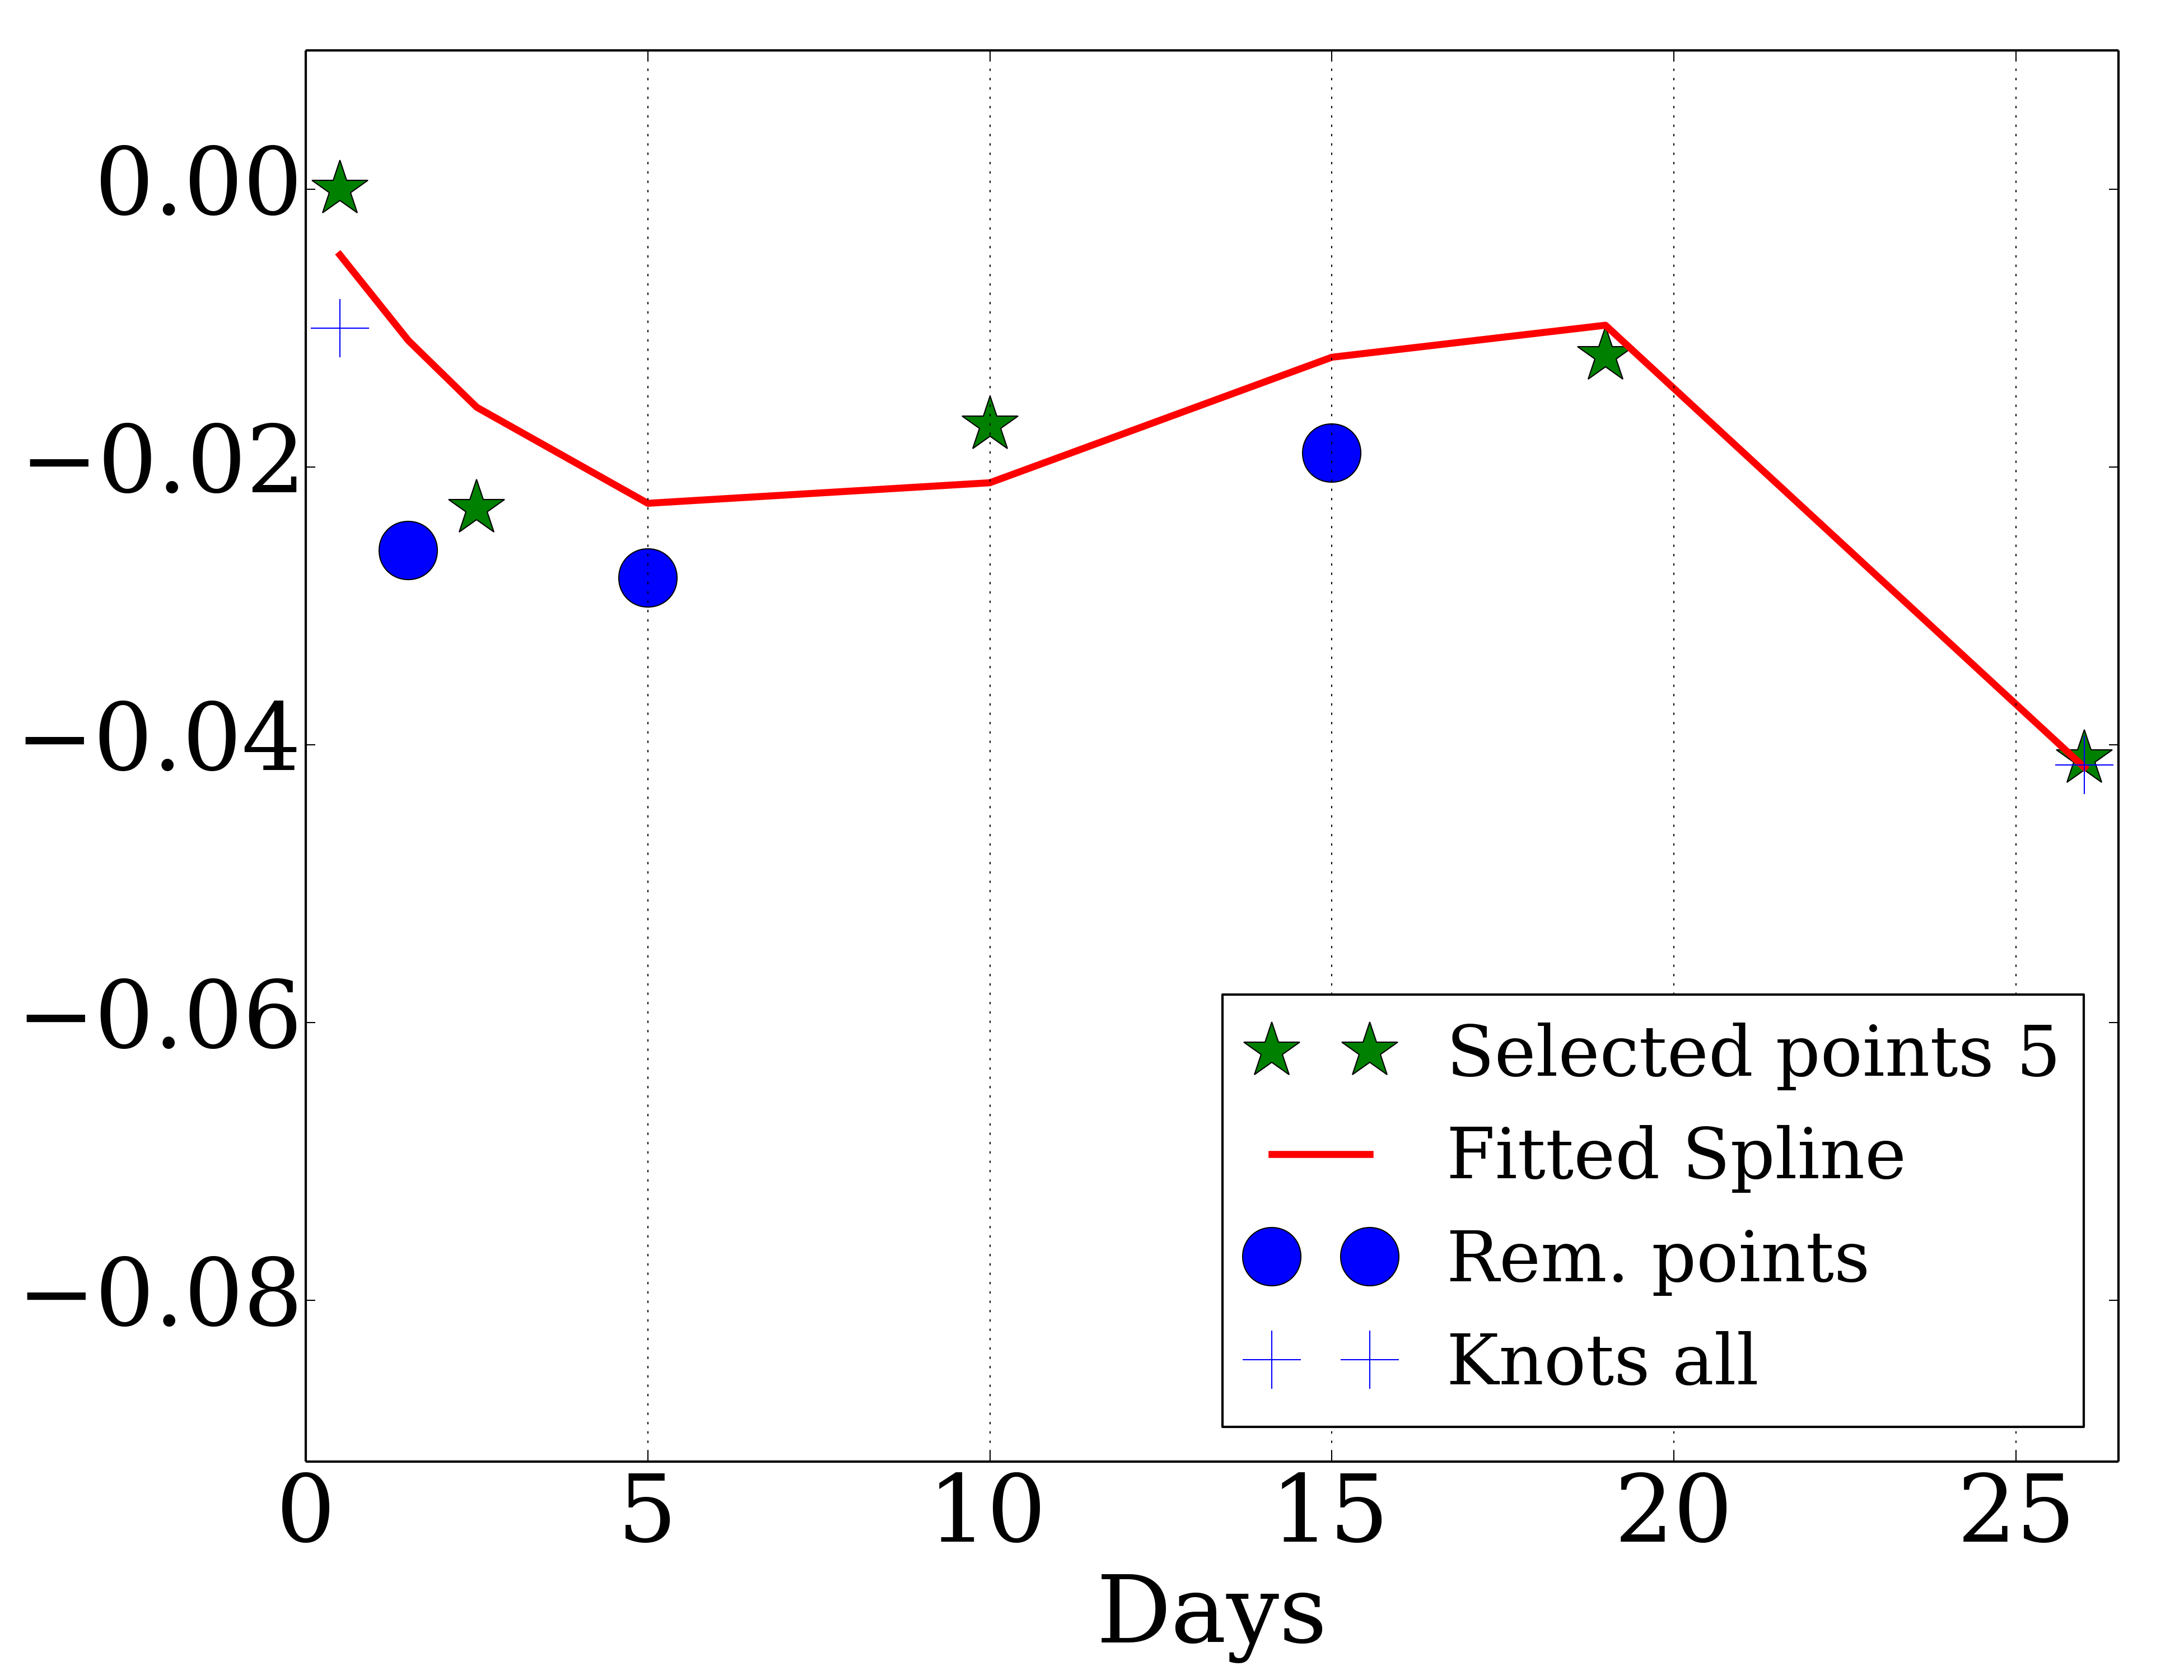 0.00
−0.02
−0.04
−0.06
−0.08
Selected points 5
Fitted Spline
Rem. points
Knots all
0 5 10 15 20 25
Days